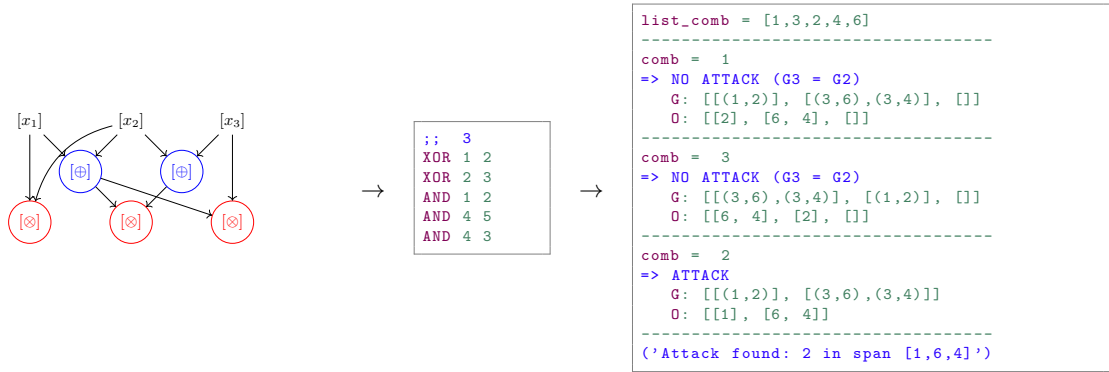 [x₁] [x₂] [x₃]
[⊕] [⊕]
[⊗] [⊗] [⊗]
→
;; 3
XOR 1 2
XOR 2 3
AND 1 2
AND 4 5
AND 4 3
→
list_comb = [1,3,2,4,6]
-----------------------------------
comb = 1
=> NO ATTACK (G3 = G2)
G: [[(1,2)], [(3,6),(3,4)], []]
O: [[2], [6, 4], []]
-----------------------------------
comb = 3
=> NO ATTACK (G3 = G2)
G: [[(3,6),(3,4)], [(1,2)], []]
O: [[6, 4], [2], []]
-----------------------------------
comb = 2
=> ATTACK
G: [[(1,2)], [(3,6),(3,4)]]
O: [[1], [6, 4]]
-----------------------------------
('Attack found: 2 in span [1,6,4]')